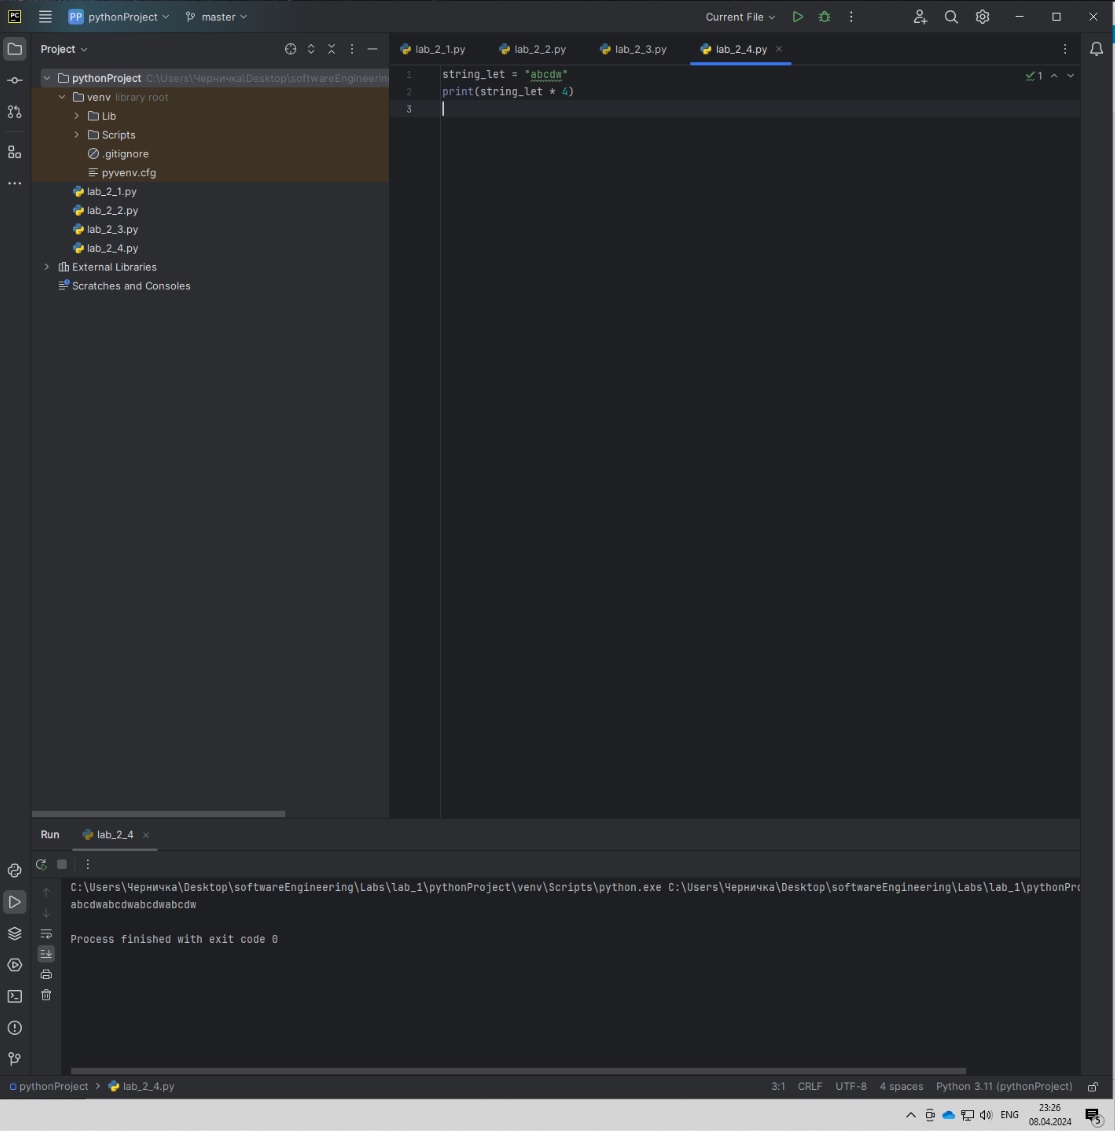 PC PP pythonProject master Current File
Project
lab_2_1.py lab_2_2.py lab_2_3.py lab_2_4.py
pythonProject C:\Users\Черничка\Desktop\softwareEngineerin
venv library root
Lib
Scripts
.gitignore
pyvenv.cfg
lab_2_1.py
lab_2_2.py
lab_2_3.py
lab_2_4.py
External Libraries
Scratches and Consoles
1 string_let = "abcdw" 1
2 print(string_let * 4)
3
Run lab_2_4
C:\Users\Черничка\Desktop\softwareEngineering\Labs\lab_1\pythonProject\venv\Scripts\python.exe C:\Users\Черничка\Desktop\softwareEngineering\Labs\lab_1\pythonPro
abcdwabcdwabcdwabcdw
Process finished with exit code 0
pythonProject lab_2_4.py 3:1 CRLF UTF-8 4 spaces Python 3.11 (pythonProject)
ENG 23:26
08.04.2024 5